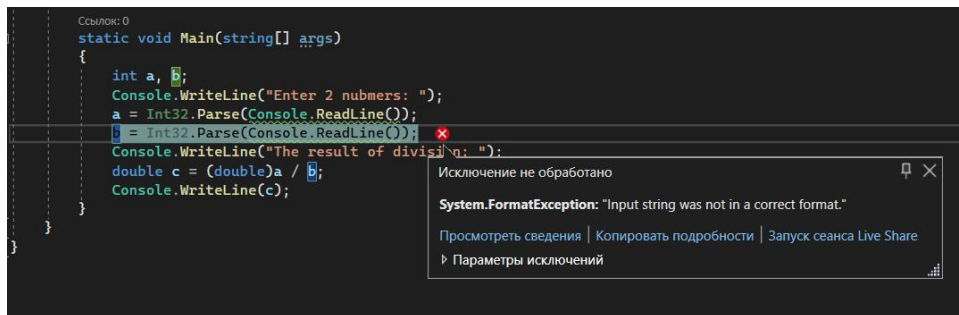 Ссылок: 0
static void Main(string[] args)
{
int a, b;
Console.WriteLine("Enter 2 nubmers: ");
a = Int32.Parse(Console.ReadLine());
b = Int32.Parse(Console.ReadLine());
Console.WriteLine("The result of division: ");
double c = (double)a / b;
Console.WriteLine(c);
}
}
}
Исключение не обработано
System.FormatException: "Input string was not in a correct format."
Просмотреть сведения | Копировать подробности | Запуск сеанса Live Share
Параметры исключений